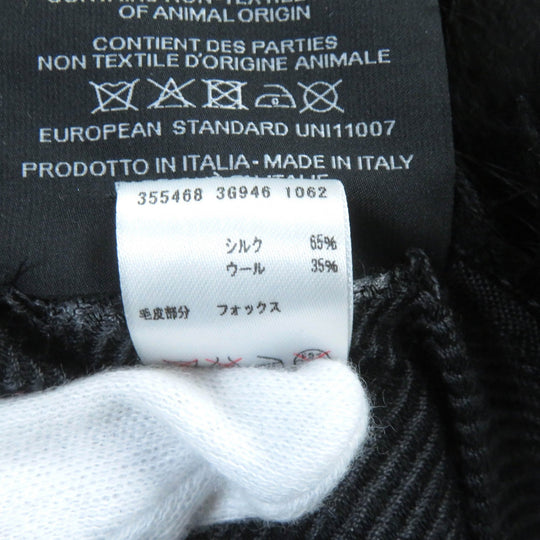 OF ANIMAL ORIGIN
CONTIENT DES PARTIES
NON TEXTILE D'ORIGINE ANIMALE
EUROPEAN STANDARD UNI11007
PRODOTTO IN ITALIA - MADE IN ITALY
355468 3G946 1062
シルク 65%
ウール 35%
毛皮部分 フォックス